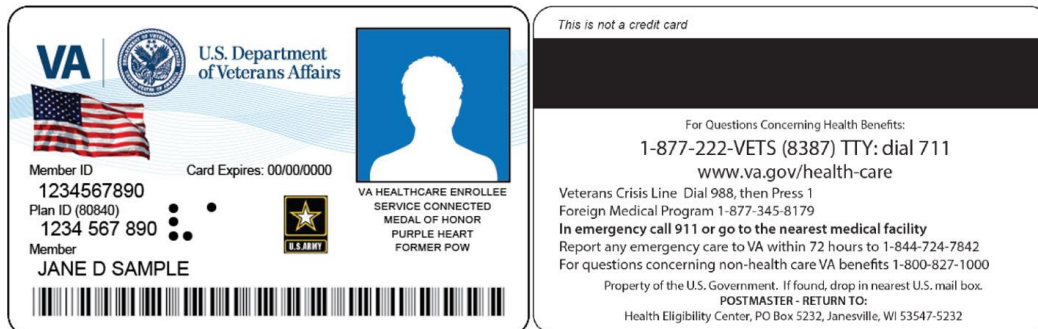 VA
U.S. Department
of Veterans Affairs
Member ID
Card Expires: 00/00/0000
1234567890
Plan ID (80840)
1234 567 890
Member
JANE D SAMPLE
U.S.ARMY
VA HEALTHCARE ENROLLEE
SERVICE CONNECTED
MEDAL OF HONOR
PURPLE HEART
FORMER POW
This is not a credit card
For Questions Concerning Health Benefits:
1-877-222-VETS (8387) TTY: dial 711
www.va.gov/health-care
Veterans Crisis Line Dial 988, then Press 1
Foreign Medical Program 1-877-345-8179
In emergency call 911 or go to the nearest medical facility
Report any emergency care to VA within 72 hours to 1-844-724-7842
For questions concerning non-health care VA benefits 1-800-827-1000
Property of the U.S. Government. If found, drop in nearest U.S. mail box.
POSTMASTER - RETURN TO:
Health Eligibility Center, PO Box 5232, Janesville, WI 53547-5232